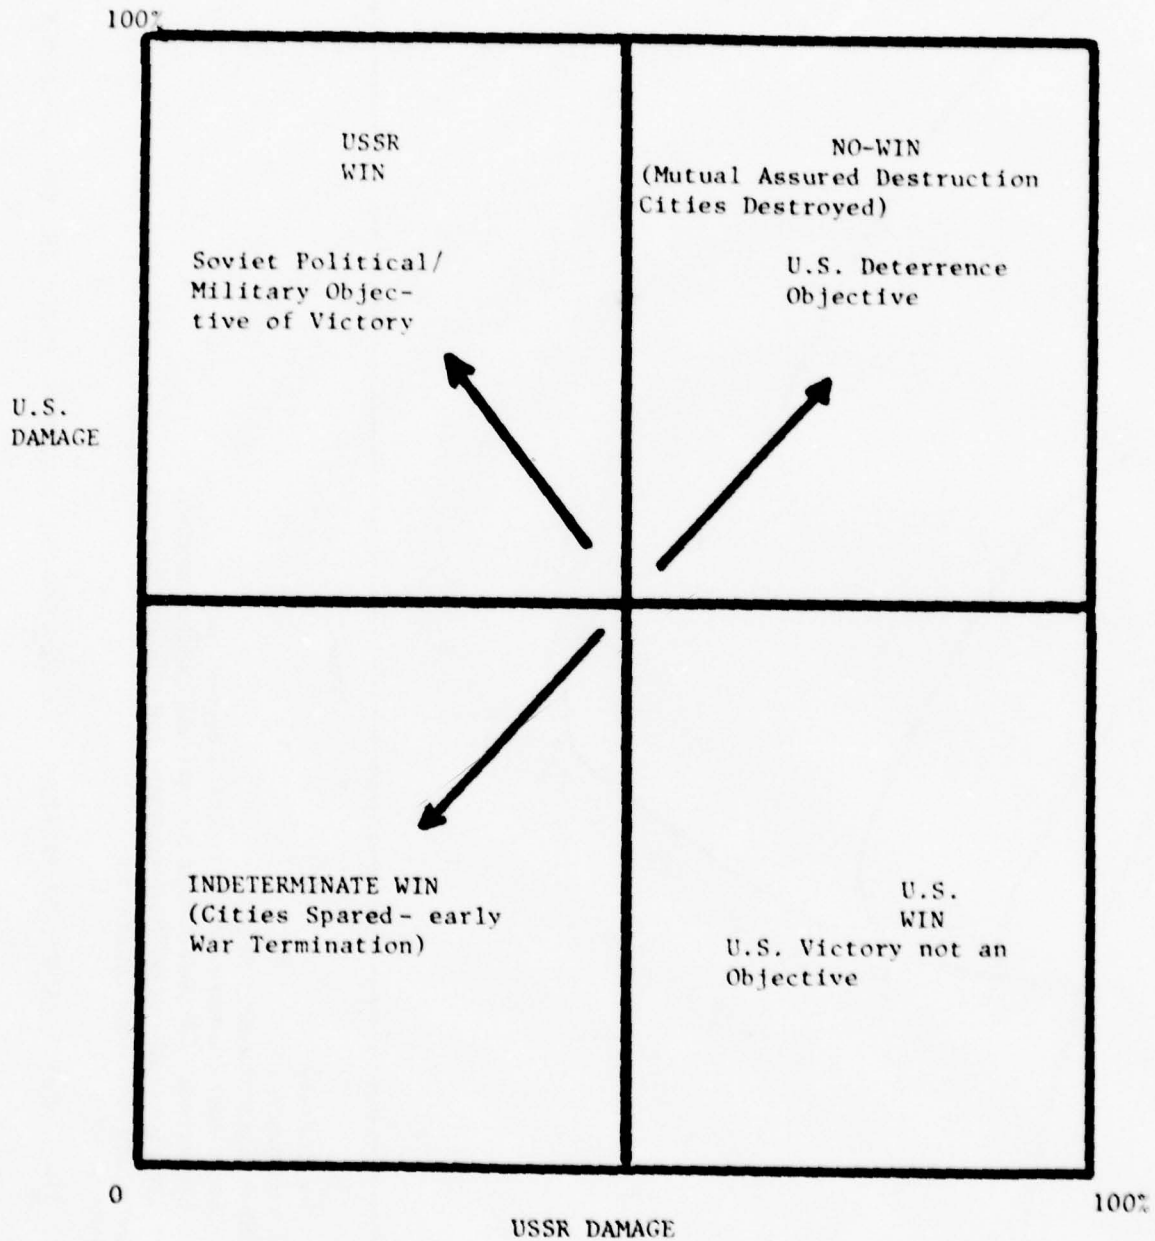 100%
USSR
WIN
Soviet Political/
Military Objec-
tive of Victory
NO-WIN
(Mutual Assured Destruction
Cities Destroyed)
U.S. Deterrence
Objective
U.S.
DAMAGE
INDETERMINATE WIN
(Cities Spared- early
War Termination)
U.S.
WIN
U.S. Victory not an
Objective
0
100%
USSR DAMAGE